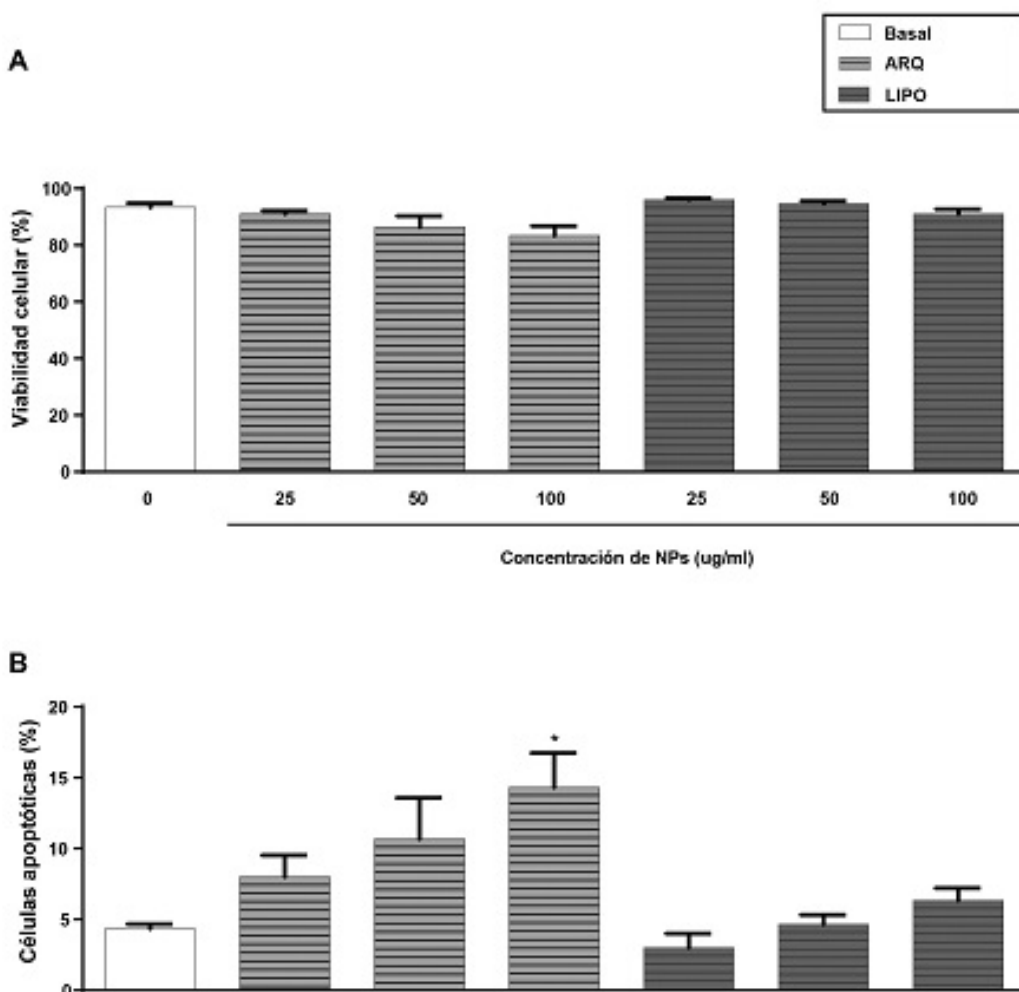 Basal
ARQ
LIPO
A
Viabilidad celular (%)
100
80
60
40
20
0
0 25 50 100 25 50 100
Concentración de NPs (ug/ml)
B
Células apoptóticas (%)
20
15
10
5
0
*